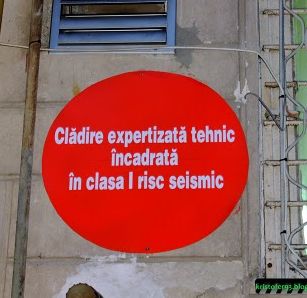 Clădire expertizată tehnic
încadrată
în clasa I risc seismic